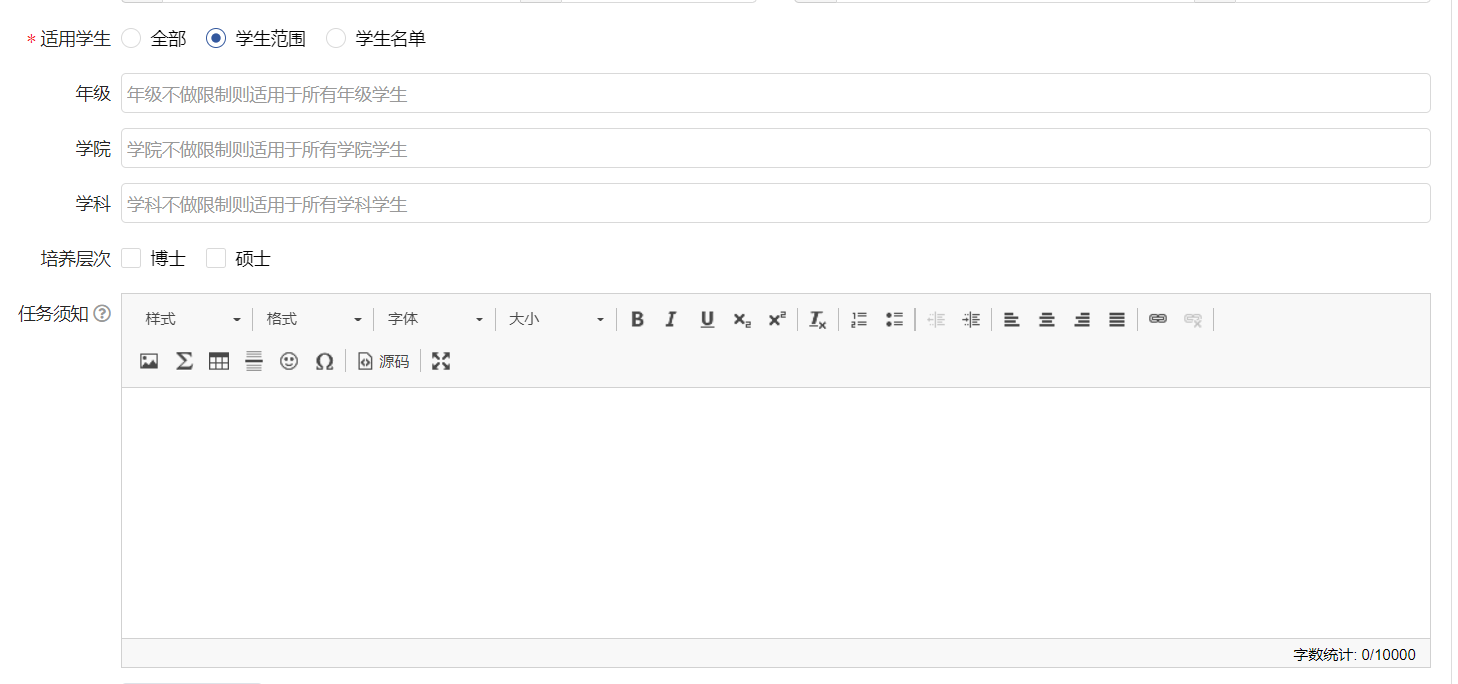 *适用学生 全部 学生范围 学生名单
年级 年级不做限制则适用于所有年级学生
学院 学院不做限制则适用于所有学院学生
学科 学科不做限制则适用于所有学科学生
培养层次 博士 硕士
任务须知 ? 样式 格式 字体 大小 B I U x₂ x² Tx
Σ Ω 源码
字数统计: 0/10000